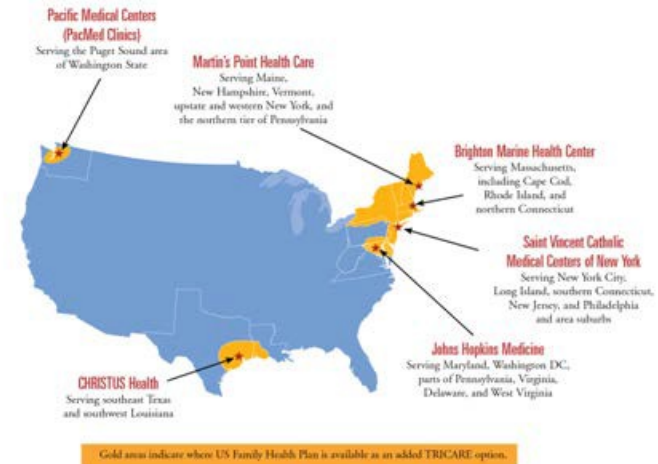 Pacific Medical Centers
(PacMed Clinics)
Serving the Puget Sound area
of Washington State
Martin's Point Health Care
Serving Maine,
New Hampshire, Vermont,
upstate and western New York, and
the northern tier of Pennsylvania
Brighton Marine Health Center
Serving Massachusetts,
including Cape Cod,
Rhode Island, and
northern Connecticut
Saint Vincent Catholic
Medical Centers of New York
Serving New York City,
Long Island, southern Connecticut,
New Jersey, and Philadelphia
and area suburbs
Johns Hopkins Medicine
Serving Maryland, Washington DC,
parts of Pennsylvania, Virginia,
Delaware, and West Virginia
CHRISTUS Health
Serving southeast Texas
and southwest Louisiana
Gold areas indicate where US Family Health Plan is available as an added TRICARE option.